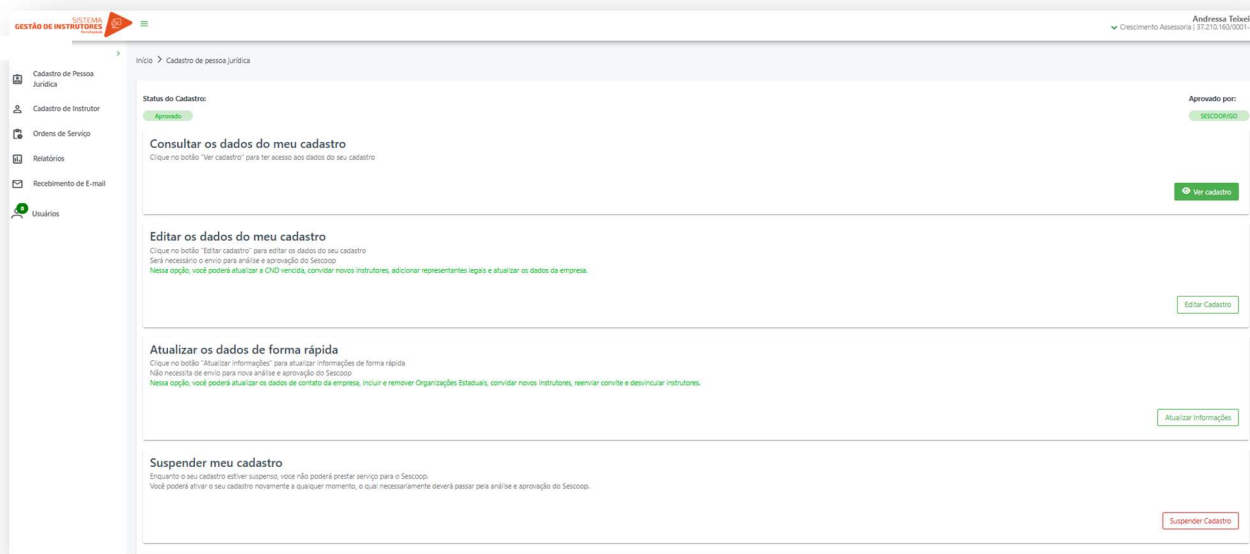 SISTEMA
GESTÃO DE INSTRUTORES
Andressa Teixei
Crescimento Assessoria | 37.210.160/0001-
Início > Cadastro de pessoa jurídica
Cadastro de Pessoa
Jurídica
Cadastro de Instrutor
Ordens de Serviço
Relatórios
Recebimento de E-mail
0
Usuários
Status do Cadastro:
Aprovado por:
Aprovado
SESCOOP/GO
Consultar os dados do meu cadastro
Clique no botão "Ver cadastro" para ter acesso aos dados do seu cadastro
Ver cadastro
Editar os dados do meu cadastro
Clique no botão "Editar cadastro" para editar os dados do seu cadastro
Será necessário o envio para análise e aprovação do Sescoop
Nessa opção, você poderá atualizar a CND vencida, convidar novos instrutores, adicionar representantes legais e atualizar os dados da empresa.
Editar Cadastro
Atualizar os dados de forma rápida
Clique no botão "Atualizar informações" para atualizar informações de forma rápida
Não necessita de envio para nova análise e aprovação do Sescoop
Nessa opção, você poderá atualizar os dados de contato da empresa, incluir e remover Organizações Estaduais, convidar novos instrutores, reenviar convite e desvincular instrutores.
Atualizar Informações
Suspender meu cadastro
Enquanto o seu cadastro estiver suspenso, voce não poderá prestar serviço para o Sescoop.
Você poderá ativar o seu cadastro novamente a qualquer momento, o qual necessariamente deverá passar pela análise e aprovação do Sescoop.
Suspender Cadastro